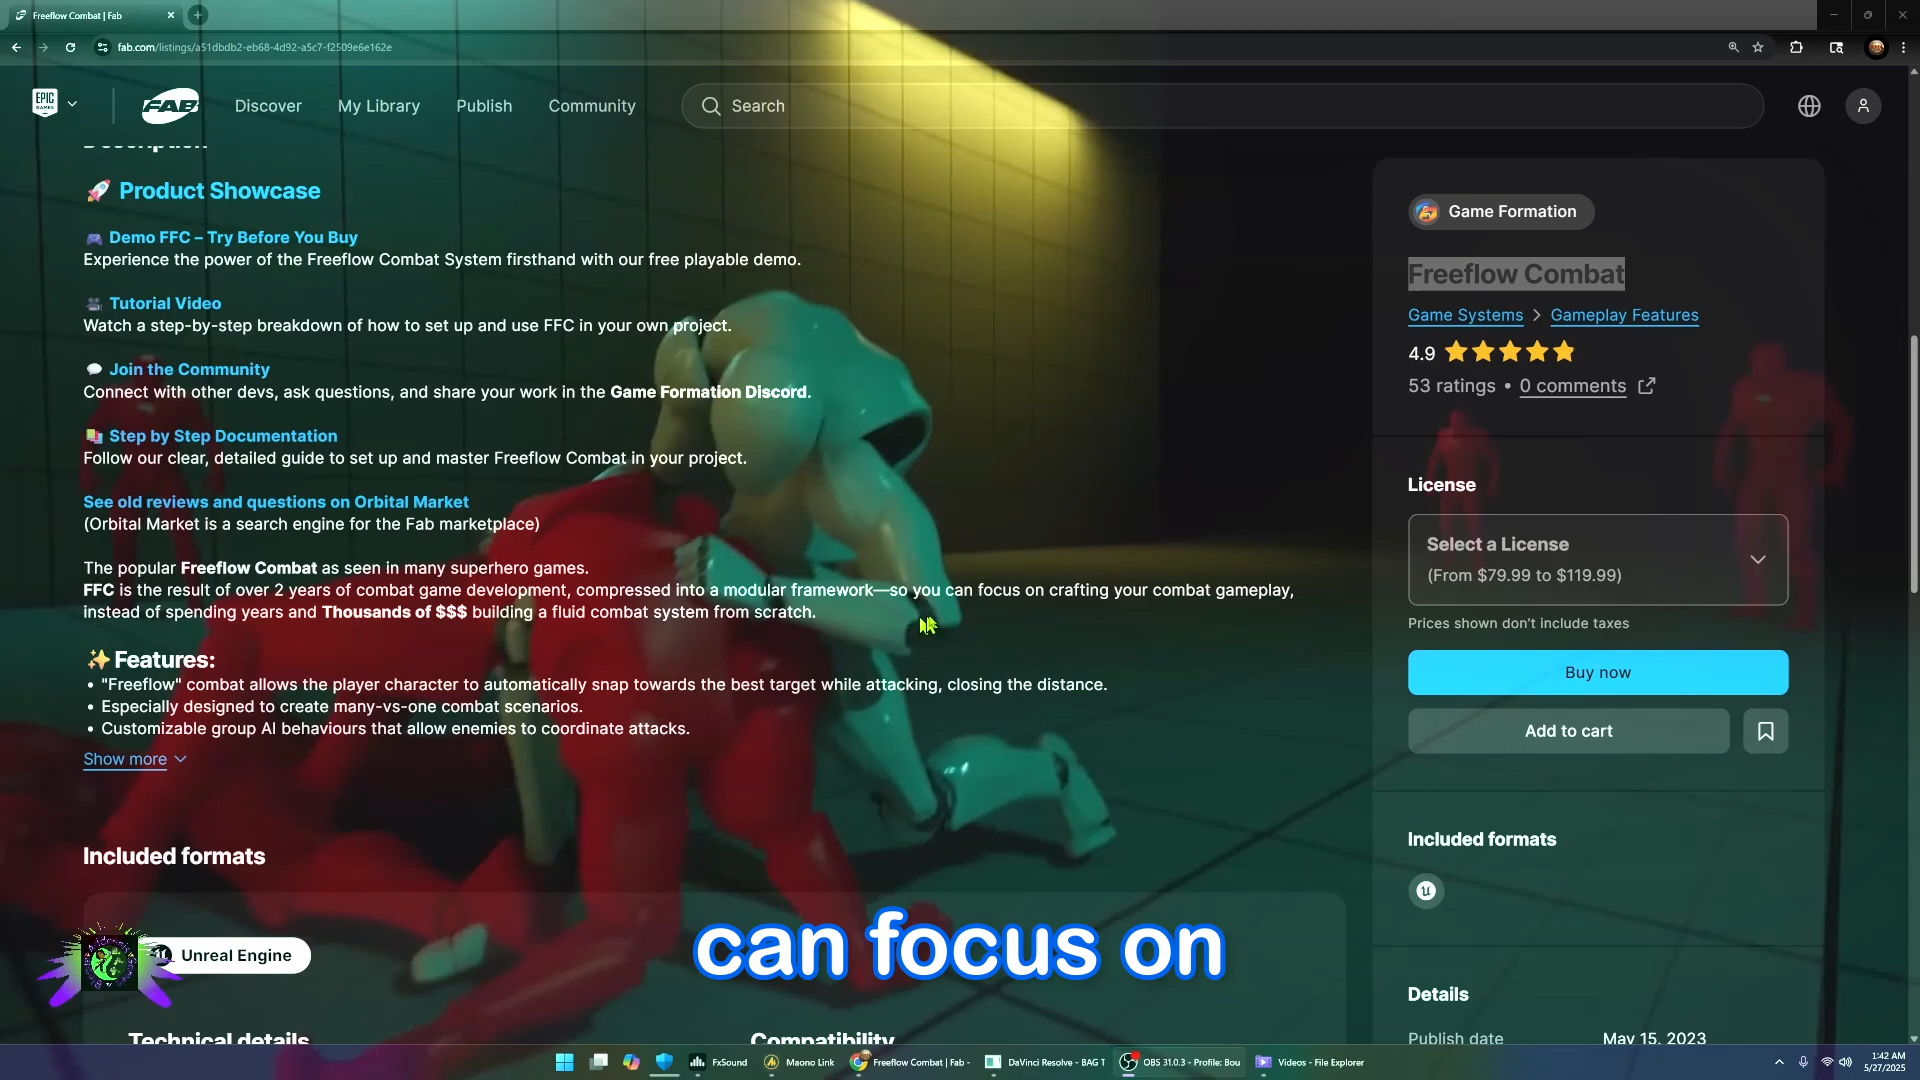 Freeflow Combat | Fab
fab.com/listings/a51dbdb2-eb68-4d92-a5c7-f2509e6e162e
EPIC GAMES
FAB
Discover
My Library
Publish
Community
Search
Description
🚀 Product Showcase
🎮 Demo FFC – Try Before You Buy
Experience the power of the Freeflow Combat System firsthand with our free playable demo.
🎥 Tutorial Video
Watch a step-by-step breakdown of how to set up and use FFC in your own project.
💬 Join the Community
Connect with other devs, ask questions, and share your work in the Game Formation Discord.
📚 Step by Step Documentation
Follow our clear, detailed guide to set up and master Freeflow Combat in your project.
See old reviews and questions on Orbital Market
(Orbital Market is a search engine for the Fab marketplace)
The popular Freeflow Combat as seen in many superhero games.
FFC is the result of over 2 years of combat game development, compressed into a modular framework—so you can focus on crafting your combat gameplay,
instead of spending years and Thousands of $$$ building a fluid combat system from scratch.
✨ Features:
• "Freeflow" combat allows the player character to automatically snap towards the best target while attacking, closing the distance.
• Especially designed to create many-vs-one combat scenarios.
• Customizable group AI behaviours that allow enemies to coordinate attacks.
Show more
Included formats
Unreal Engine
Technical details
Compatibility
Game Formation
Freeflow Combat
Game Systems > Gameplay Features
4.9
53 ratings • 0 comments
License
Select a License
(From $79.99 to $119.99)
Prices shown don't include taxes
Buy now
Add to cart
Included formats
Details
Publish date May 15, 2023
can focus on
FxSound
Maono Link
Freeflow Combat | Fab -
DaVinci Resolve - BAG T
OBS 31.0.3 - Profile: Bou
Videos - File Explorer
1:42 AM
5/27/2025